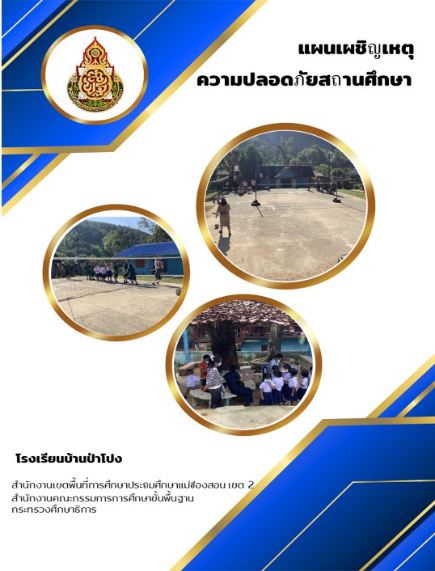 แผนเผชิญเหตุ
ความปลอดภัยสถานศึกษา
โรงเรียนบ้านป่าโปง
สำนักงานเขตพื้นที่การศึกษาประถมศึกษาแม่ฮ่องสอน เขต 2
สำนักงานคณะกรรมการการศึกษาขั้นพื้นฐาน
กระทรวงศึกษาธิการ